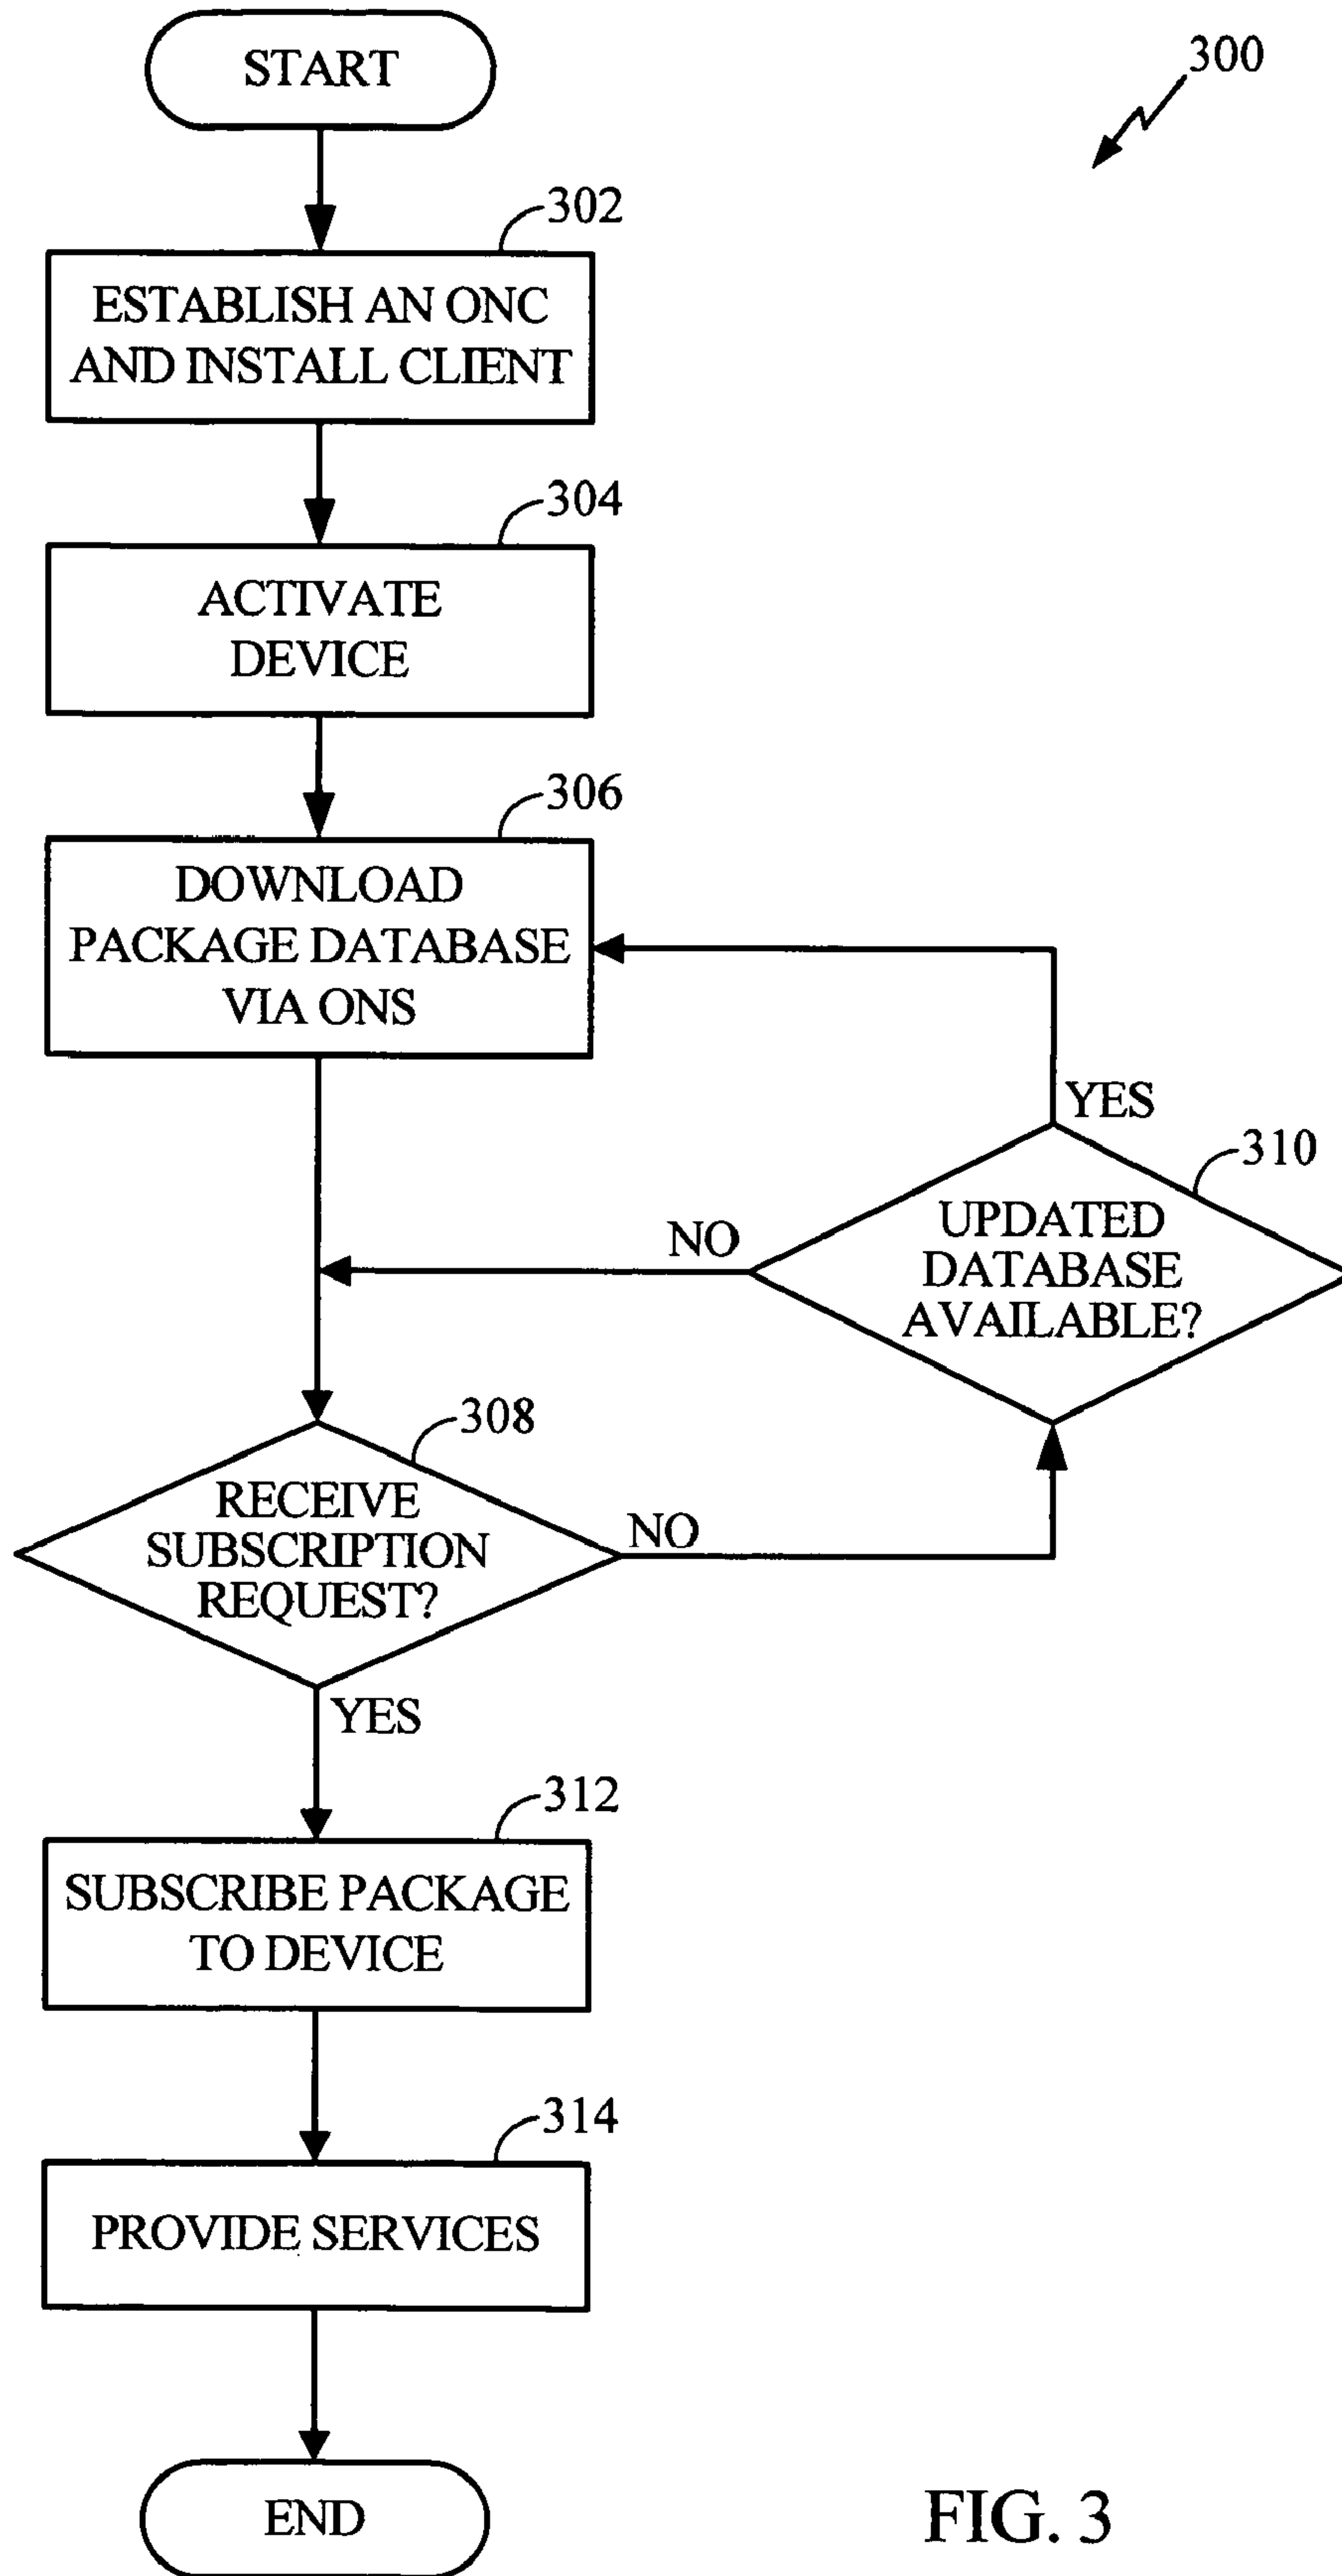 START
300
302
ESTABLISH AN ONC
AND INSTALL CLIENT
304
ACTIVATE
DEVICE
306
DOWNLOAD
PACKAGE DATABASE
VIA ONS
YES
310
UPDATED
DATABASE
AVAILABLE?
NO
308
RECEIVE
SUBSCRIPTION
REQUEST?
NO
YES
312
SUBSCRIBE PACKAGE
TO DEVICE
314
PROVIDE SERVICES
END
FIG. 3